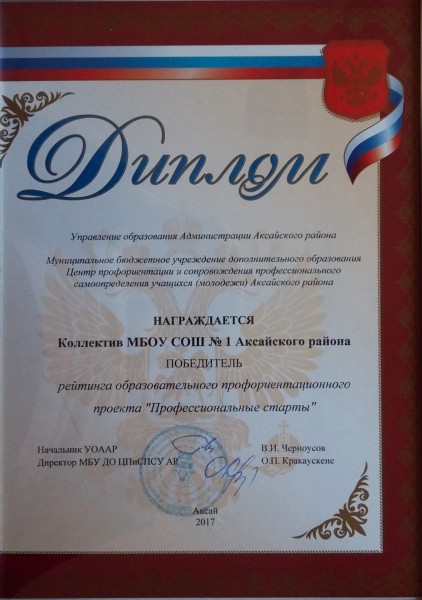 Диплом
Управление образования Администрации Аксайского района
Муниципальное бюджетное учреждение дополнительного образования
Центр профориентации и сопровождения профессионального
самоопределения учащихся (молодежи) Аксайского района
НАГРАЖДАЕТСЯ
Коллектив МБОУ СОШ № 1 Аксайского района
ПОБЕДИТЕЛЬ
рейтинга образовательного профориентационного
проекта "Профессиональные старты"
Начальник УОААР В.И. Черноусов
Директор МБУ ДО ЦПиСПСУ АР О.П. Кракаускене
Аксай
2017